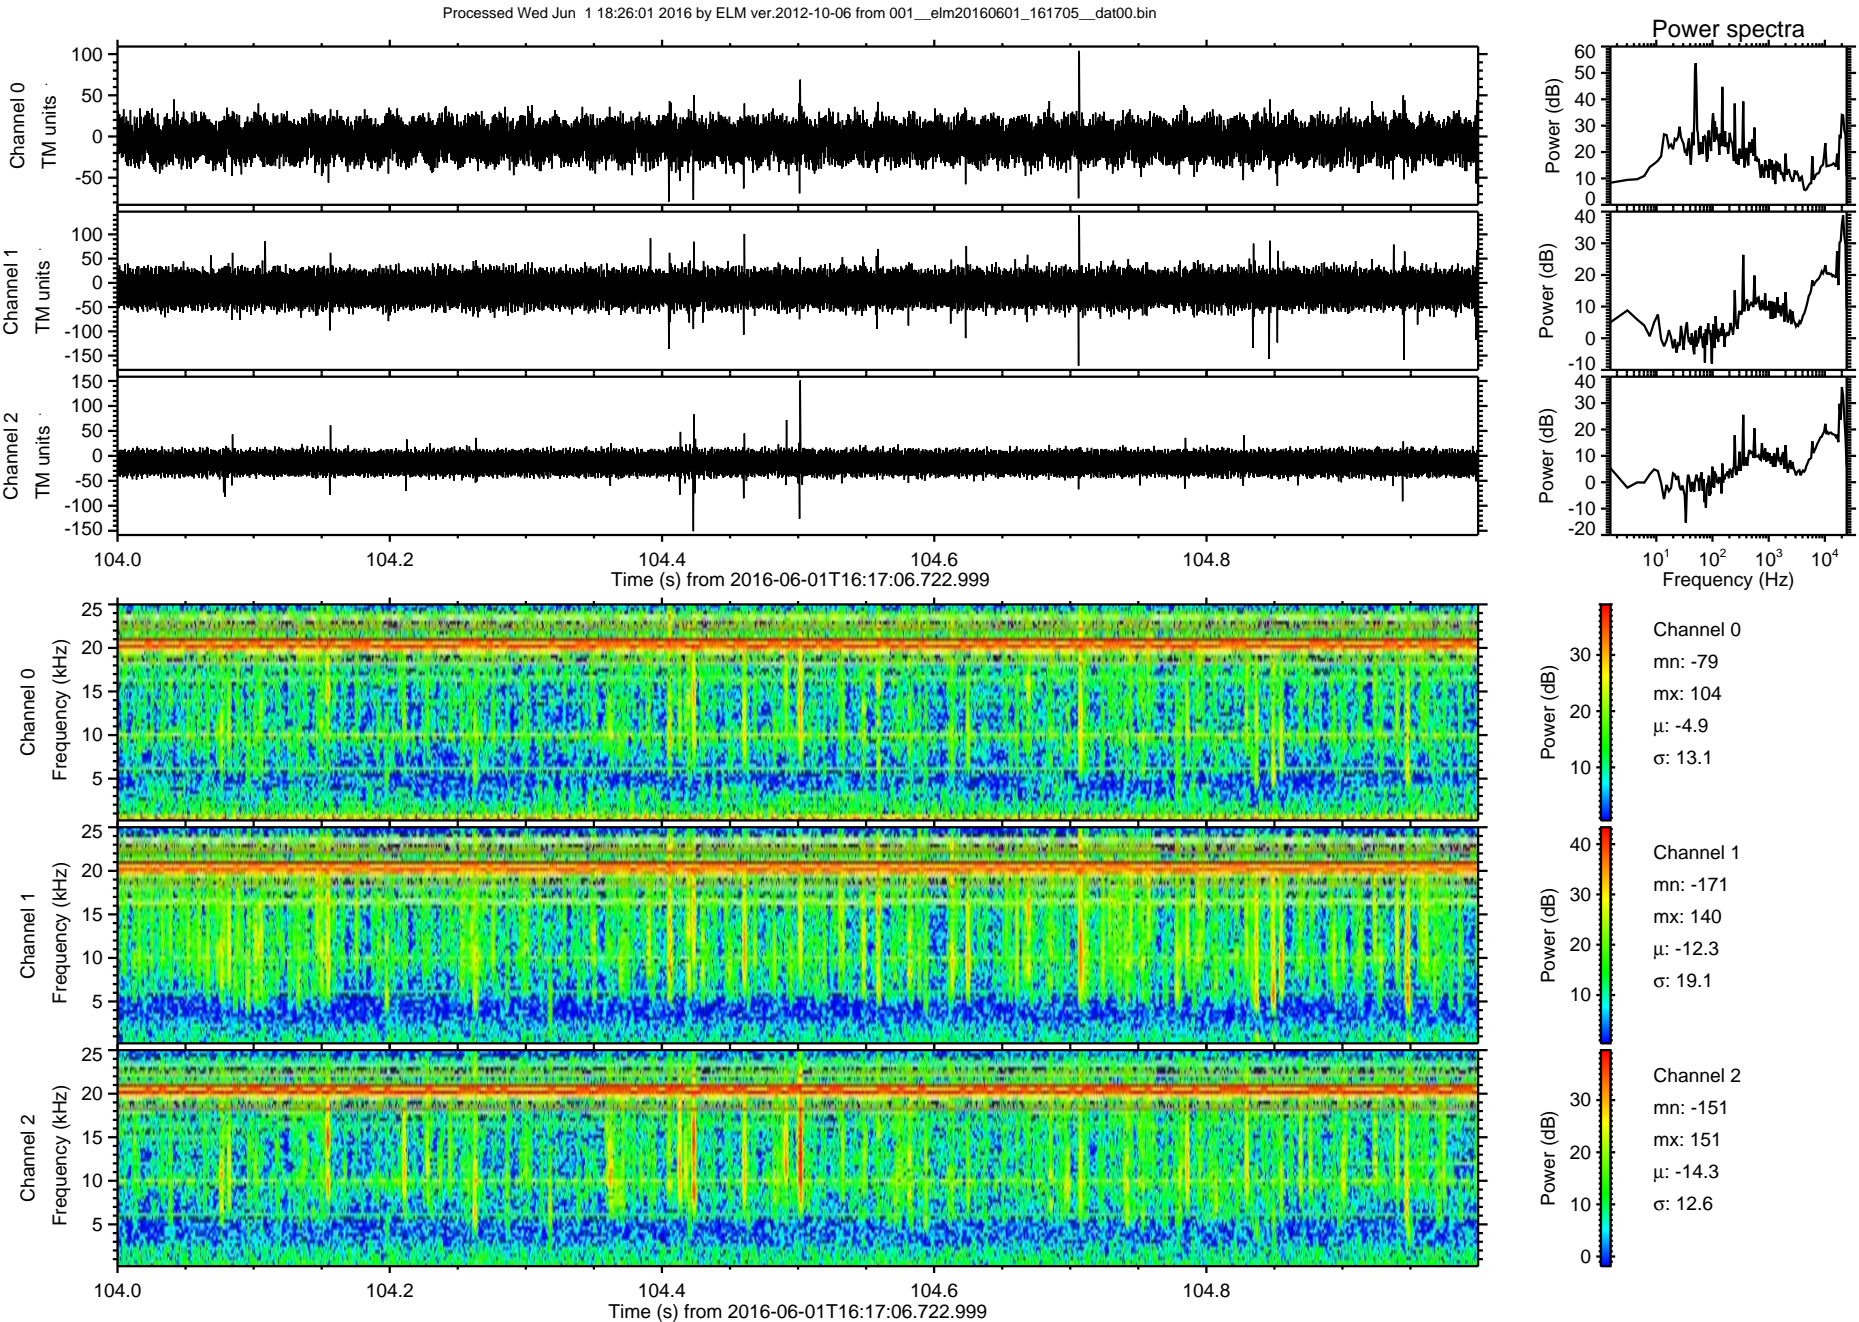 Processed Wed Jun  1 18:26:01 2016 by ELM ver.2012-10-06 from 001__elm20160601_161705__dat00.bin
Power spectra
Channel 0
TM units
100
50
0
-50
Power (dB)
60
50
40
30
20
10
0
Channel 1
TM units
100
50
0
-50
-100
-150
Power (dB)
40
30
20
10
0
-10
Channel 2
TM units
150
100
50
0
-50
-100
-150
Power (dB)
40
30
20
10
0
-10
-20
104.0 104.2 104.4 104.6 104.8
Time (s) from 2016-06-01T16:17:06.722.999
10^1 10^2 10^3 10^4
Frequency (Hz)
Channel 0
Frequency (kHz)
25
20
15
10
5
Power (dB)
30
20
10
Channel 0
mn: -79
mx: 104
μ: -4.9
σ: 13.1
Channel 1
Frequency (kHz)
25
20
15
10
5
Power (dB)
40
30
20
10
Channel 1
mn: -171
mx: 140
μ: -12.3
σ: 19.1
Channel 2
Frequency (kHz)
25
20
15
10
5
Power (dB)
30
20
10
0
Channel 2
mn: -151
mx: 151
μ: -14.3
σ: 12.6
104.0 104.2 104.4 104.6 104.8
Time (s) from 2016-06-01T16:17:06.722.999